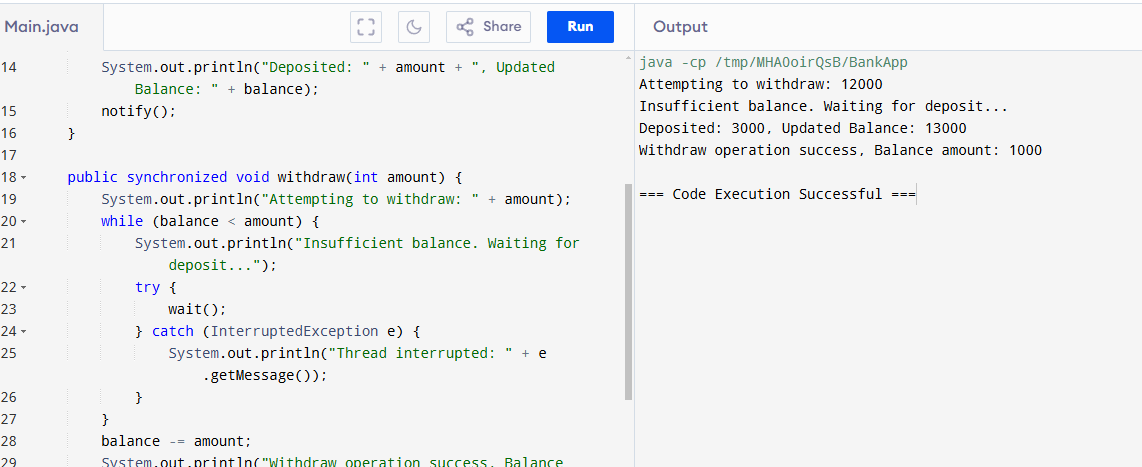 Main.java
Share
Run
Output
14 System.out.println("Deposited: " + amount + ", Updated
Balance: " + balance);
15 notify();
16 }
17
18 public synchronized void withdraw(int amount) {
19 System.out.println("Attempting to withdraw: " + amount);
20 while (balance < amount) {
21 System.out.println("Insufficient balance. Waiting for
deposit...");
22 try {
23 wait();
24 } catch (InterruptedException e) {
25 System.out.println("Thread interrupted: " + e
.getMessage());
26 }
27 }
28 balance -= amount;
29 System.out.println("Withdraw operation success. Balance
java -cp /tmp/MHAOoirQsB/BankApp
Attempting to withdraw: 12000
Insufficient balance. Waiting for deposit...
Deposited: 3000, Updated Balance: 13000
Withdraw operation success, Balance amount: 1000
=== Code Execution Successful ===